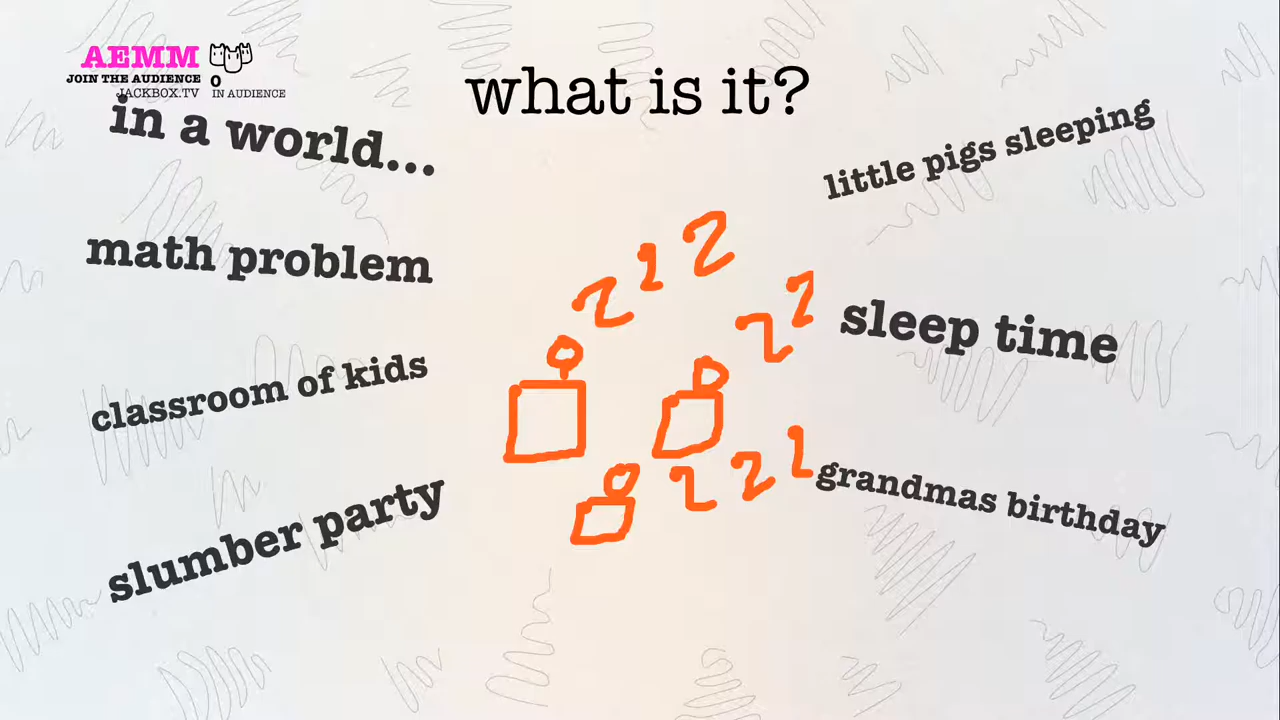 AEMM
JOIN THE AUDIENCE
JACKBOX.TV
0
IN AUDIENCE
what is it?
in a world...
math problem
classroom of kids
slumber party
little pigs sleeping
sleep time
grandmas birthday
z z z
z z
z z z